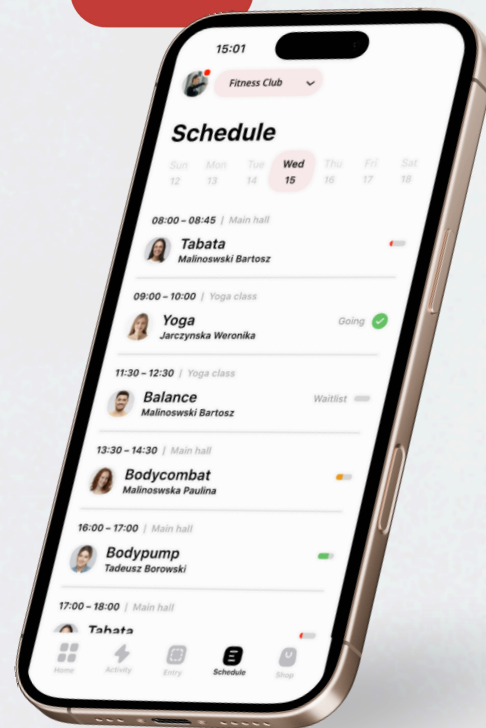 15:01
Fitness Club
Schedule
Sun Mon Tue Wed Thu Fri Sat
12 13 14 15 16 17 18
08:00 – 08:45 | Main hall
Tabata
Malinoswski Bartosz
09:00 – 10:00 | Yoga class
Yoga
Going
Jarczynska Weronika
11:30 – 12:30 | Yoga class
Balance
Waitlist
Malinoswski Bartosz
13:30 – 14:30 | Main hall
Bodycombat
Malinoswska Paulina
16:00 – 17:00 | Main hall
Bodypump
Tadeusz Borowski
17:00 – 18:00 | Main hall
Tabata
Home Activity Entry Schedule Shop